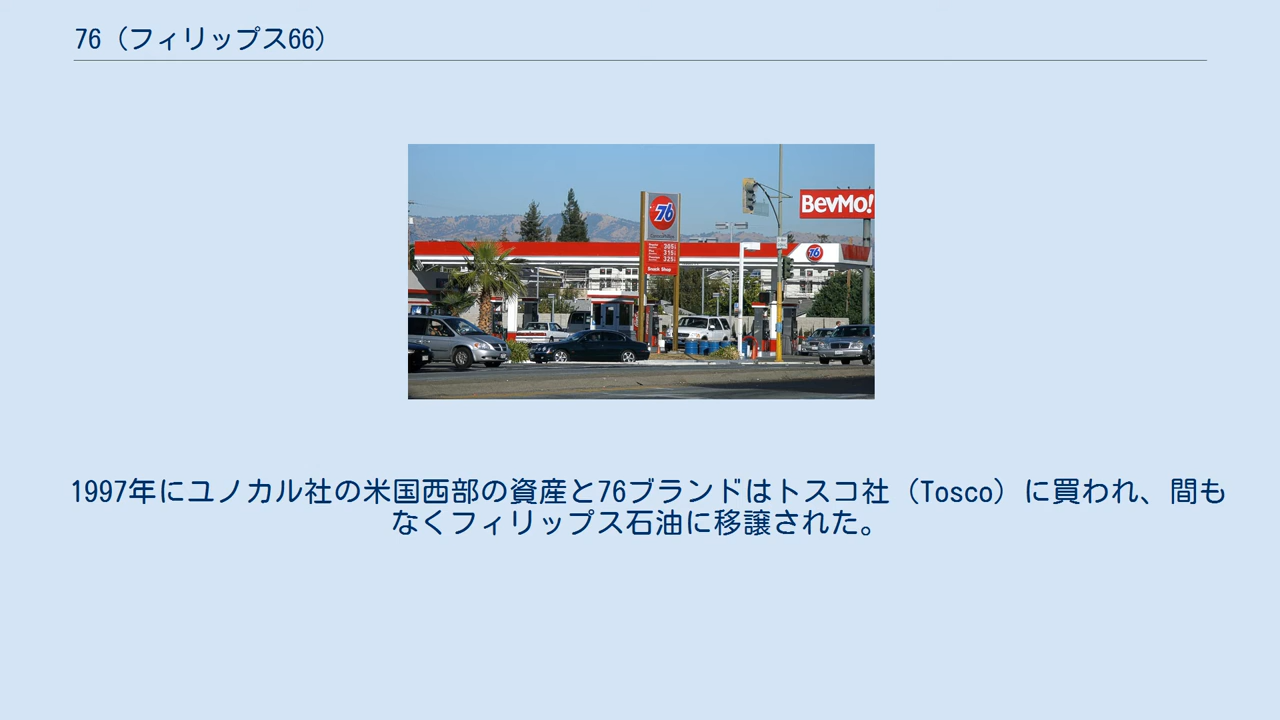 76（フィリップス66）
76
BevMo!
76
Snack Shop
1997年にユノカル社の米国西部の資産と76ブランドはトスコ社（Tosco）に買われ、間も
なくフィリップス石油に移譲された。